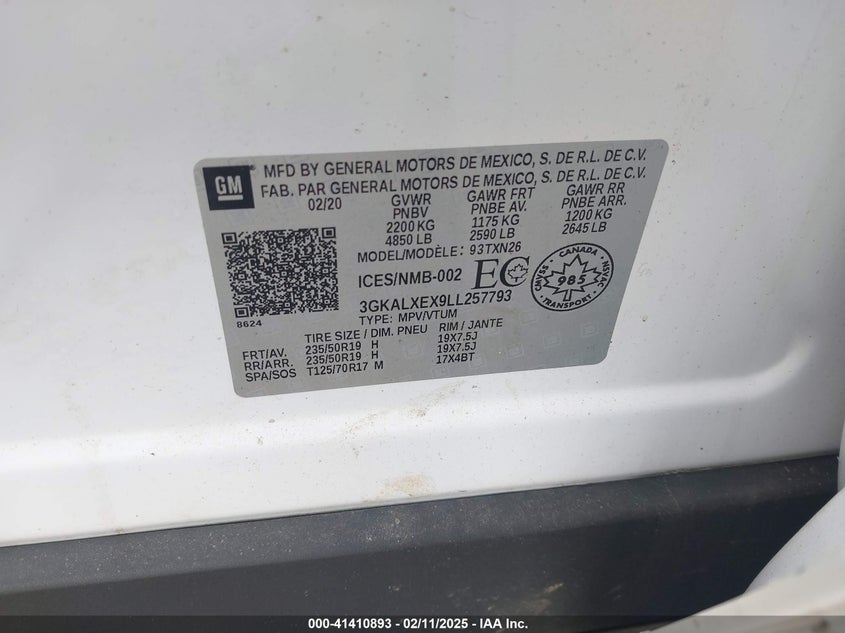 GM
MFD BY GENERAL MOTORS DE MEXICO, S. DE R.L. DE C.V.
FAB. PAR GENERAL MOTORS DE MEXICO, S. DE R.L. DE C.V.
02/20 GVWR GAWR FRT GAWR RR
PNBV PNBE AV. PNBE ARR.
2200 KG 1175 KG 1200 KG
4850 LB 2590 LB 2645 LB
MODEL/MODÈLE: 93TXN26
ICES/NMB-002 EC
CANADA
SVANC 985 NSVAC
TRANSPORT
3GKALXEX9LL257793
8624
TYPE: MPV/VTUM
TIRE SIZE / DIM. PNEU RIM / JANTE
FRT/AV. 235/50R19 H 19X7.5J
RR/ARR. 235/50R19 H 19X7.5J
SPA/SOS T125/70R17 M 17X4BT
000-41410893 - 02/11/2025 - IAA Inc.